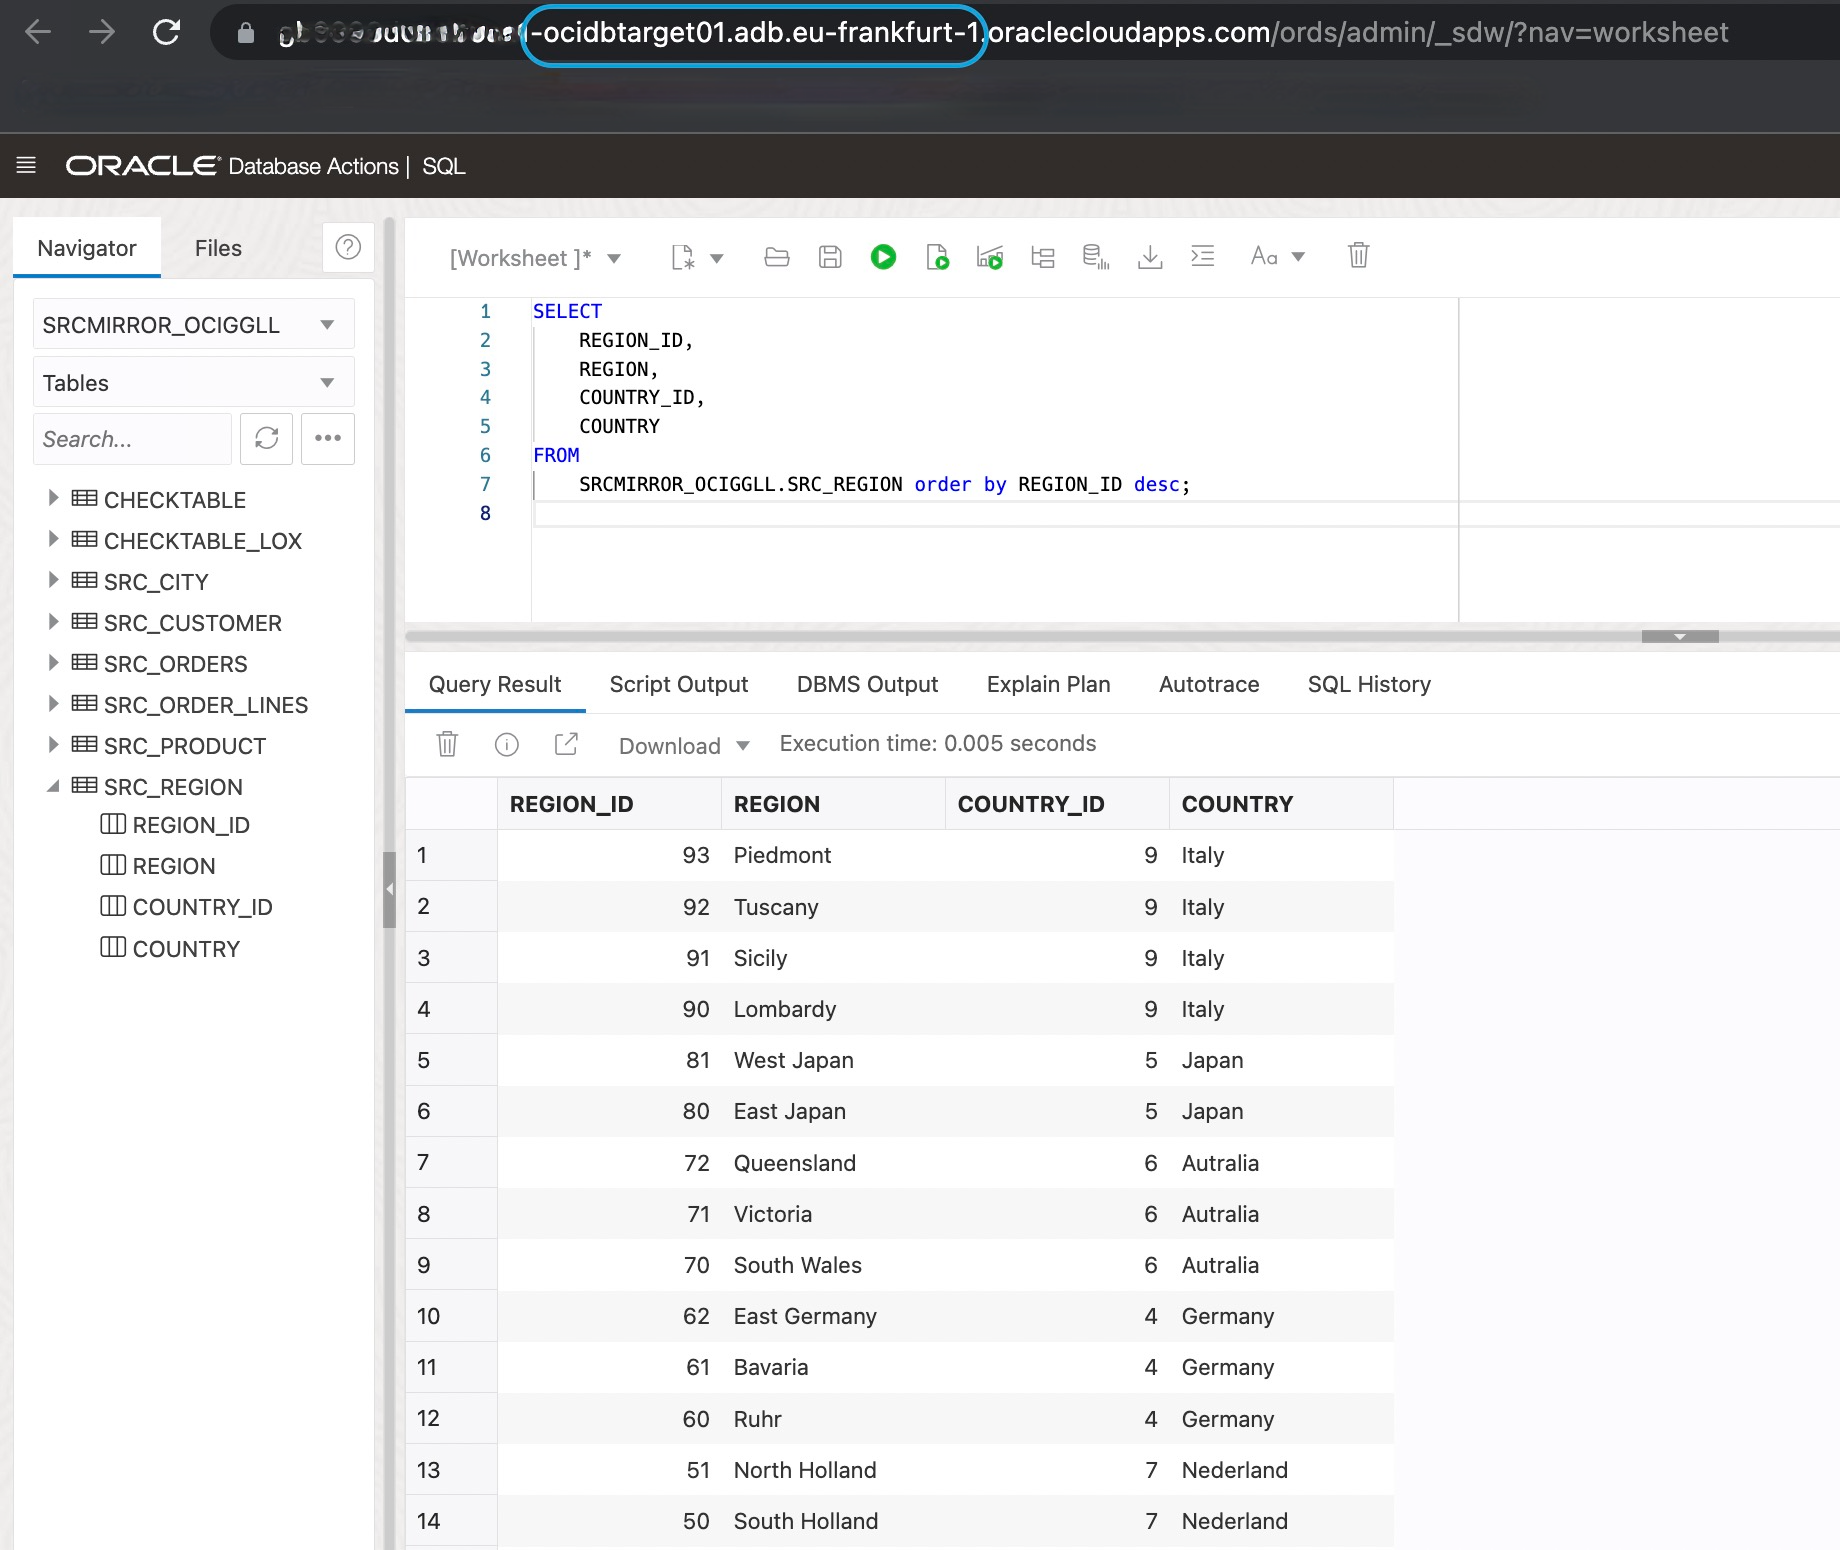 -ocidbtarget01.adb.eu-frankfurt-1.oraclecloudapps.com/ords/admin/_sdw/?nav=worksheet
ORACLE Database Actions | SQL
Navigator
Files
SRCMIRROR_OCIGGLL
Tables
Search...
CHECKTABLE
CHECKTABLE_LOX
SRC_CITY
SRC_CUSTOMER
SRC_ORDERS
SRC_ORDER_LINES
SRC_PRODUCT
SRC_REGION
REGION_ID
REGION
COUNTRY_ID
COUNTRY
[Worksheet ]*
Aa
1 SELECT
2 REGION_ID,
3 REGION,
4 COUNTRY_ID,
5 COUNTRY
6 FROM
7 SRCMIRROR_OCIGGLL.SRC_REGION order by REGION_ID desc;
8
Query Result Script Output DBMS Output Explain Plan Autotrace SQL History
Download Execution time: 0.005 seconds
REGION_ID REGION COUNTRY_ID COUNTRY
1 93 Piedmont 9 Italy
2 92 Tuscany 9 Italy
3 91 Sicily 9 Italy
4 90 Lombardy 9 Italy
5 81 West Japan 5 Japan
6 80 East Japan 5 Japan
7 72 Queensland 6 Autralia
8 71 Victoria 6 Autralia
9 70 South Wales 6 Autralia
10 62 East Germany 4 Germany
11 61 Bavaria 4 Germany
12 60 Ruhr 4 Germany
13 51 North Holland 7 Nederland
14 50 South Holland 7 Nederland